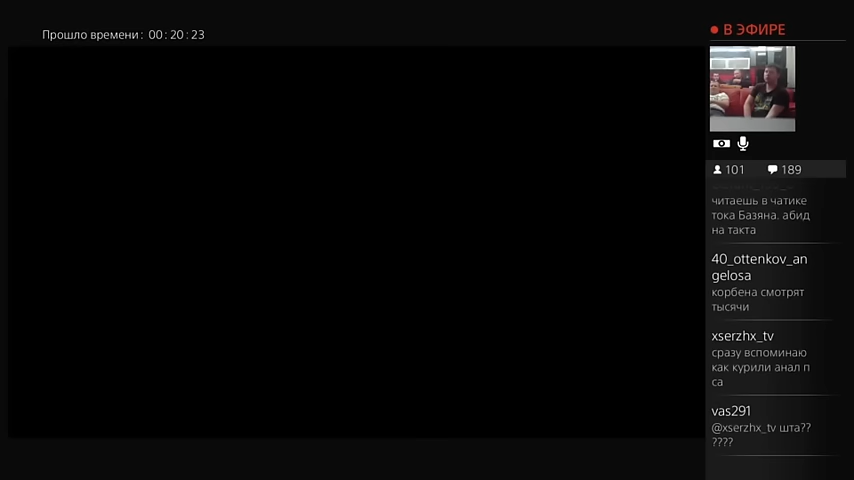 Прошло времени: 00:20:23
В ЭФИРЕ
101 189
читаешь в чатике
тока Базяна. абид
на такта
40_ottenkov_an
gelosa
корбена смотрят
тысячи
xserzhx_tv
сразу вспоминаю
как курили анал п
са
vas291
@xserzhx_tv шта??
????